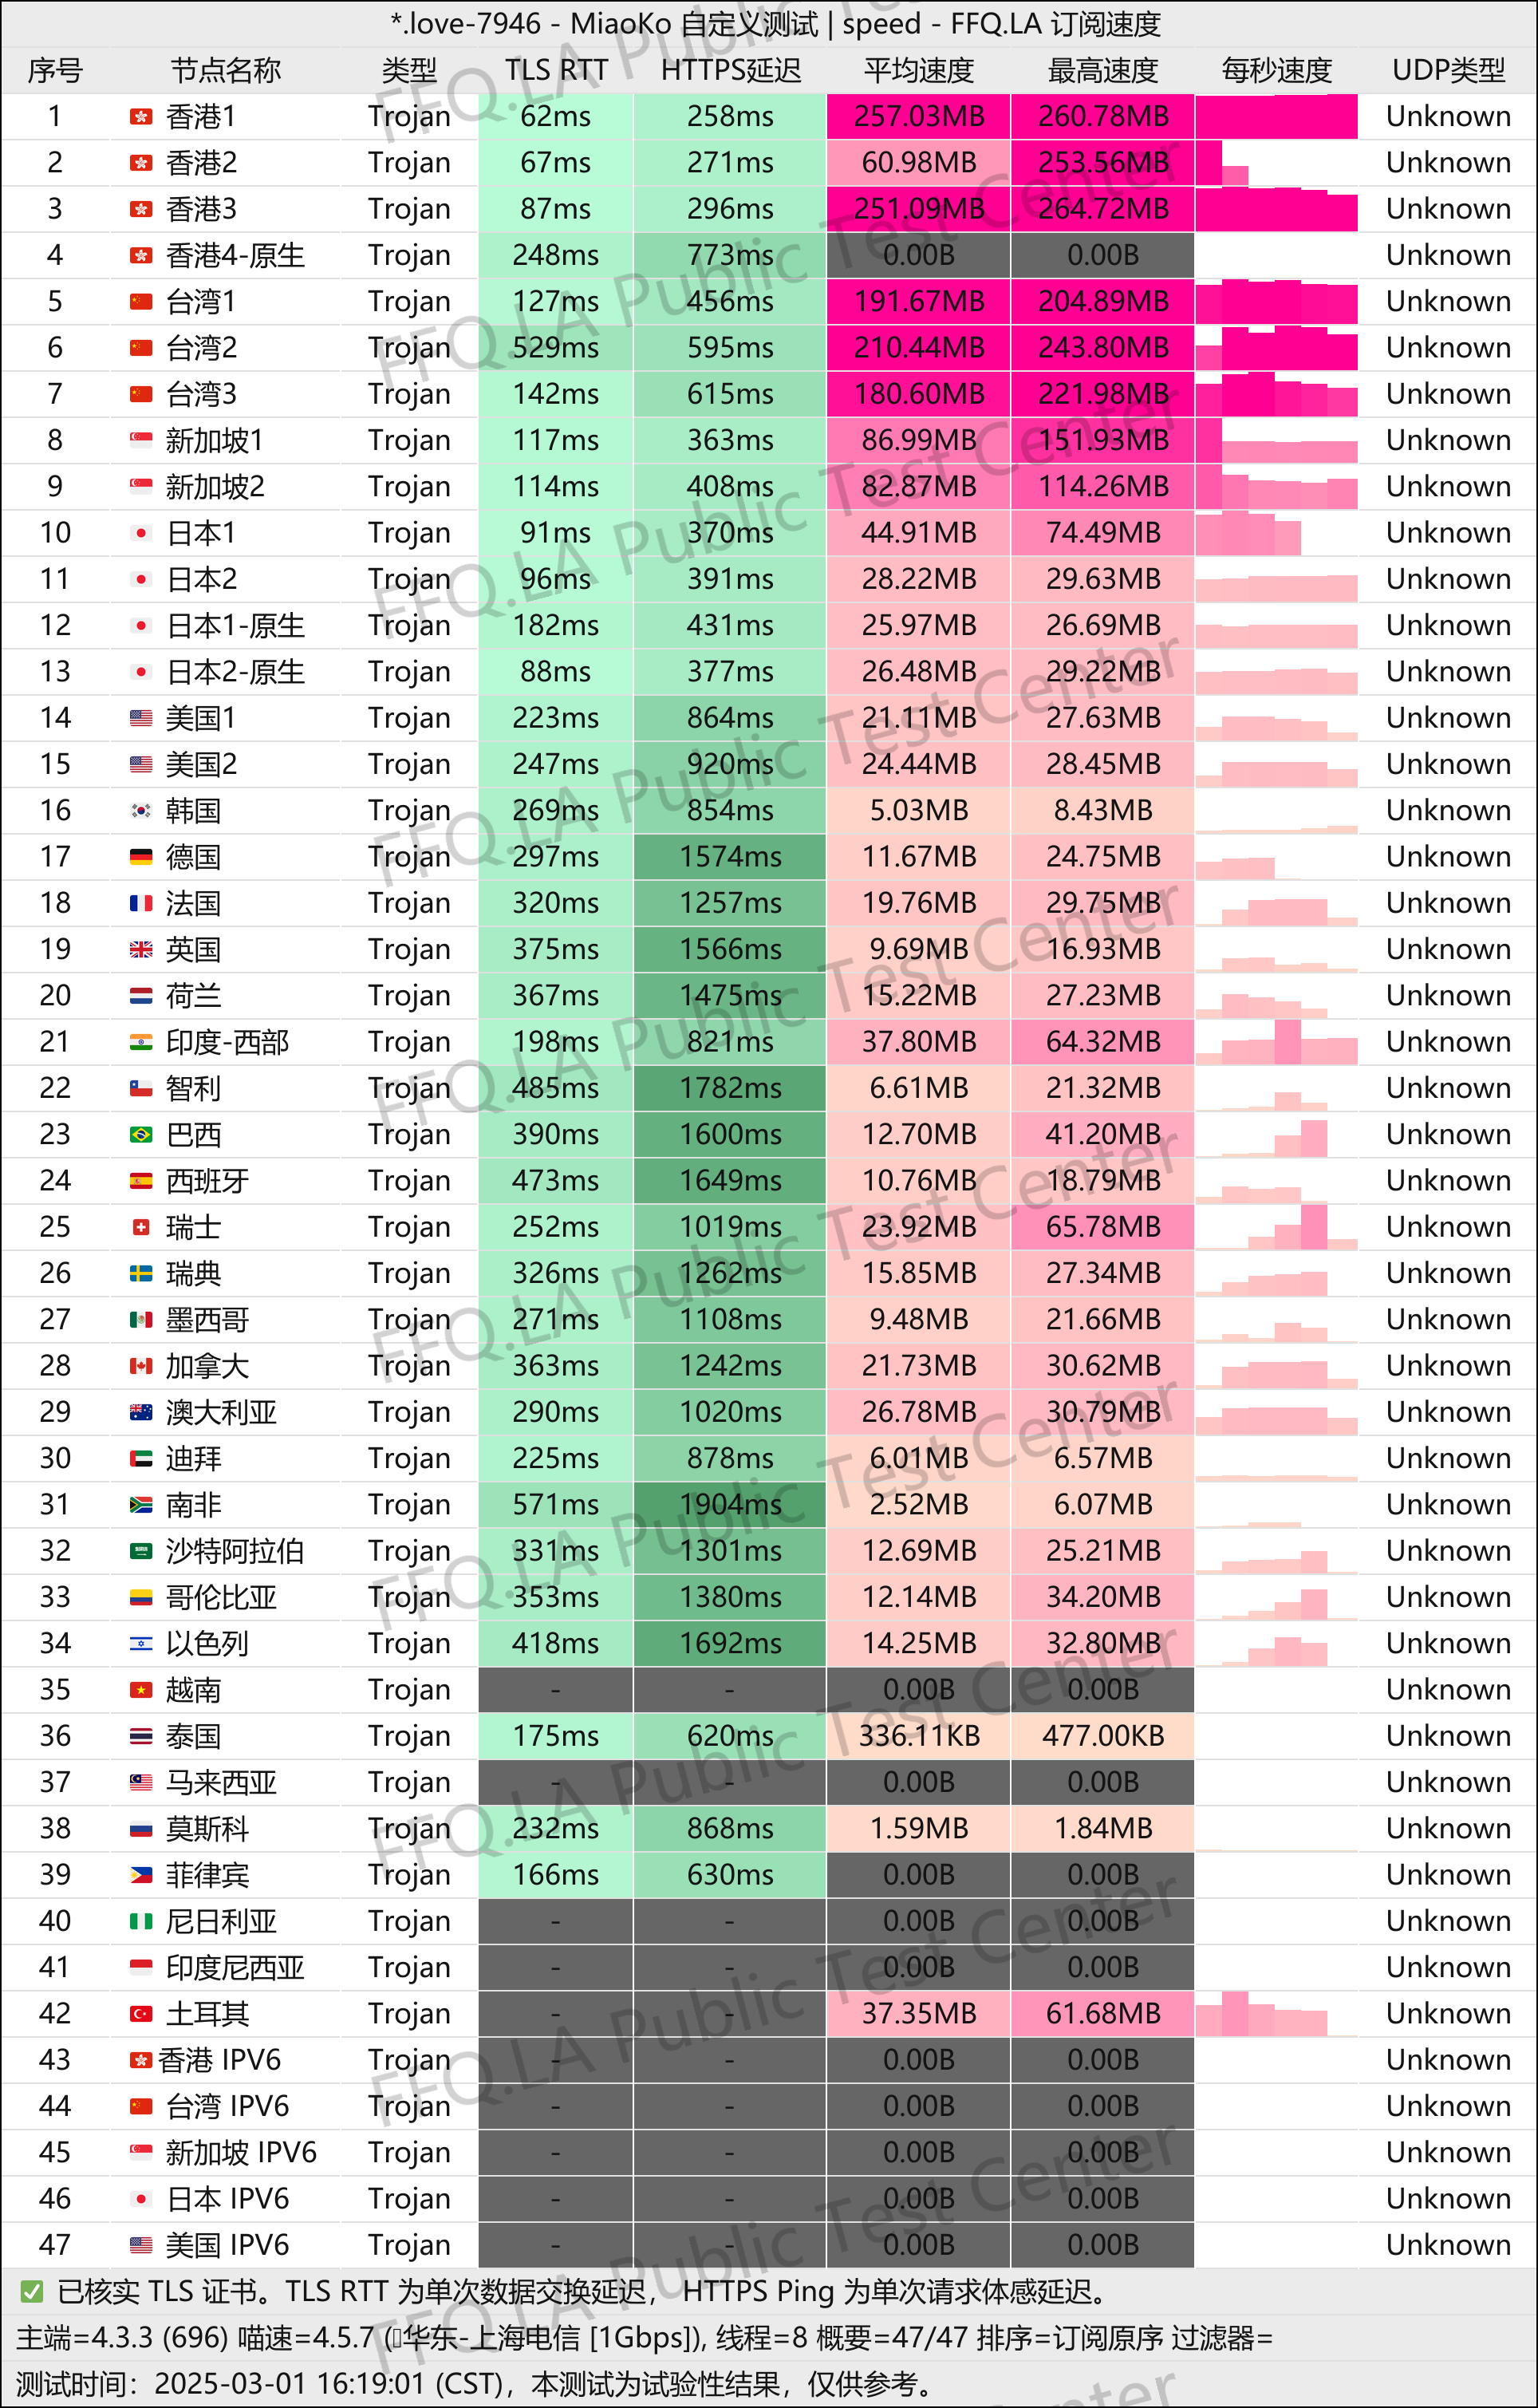 *.love-7946 - MiaoKo 自定义测试 | speed - FFQ.LA 订阅速度
序号 节点名称 类型 TLS RTT HTTPS延迟 平均速度 最高速度 每秒速度 UDP类型
1 香港1 Trojan 62ms 258ms 257.03MB 260.78MB Unknown
2 香港2 Trojan 67ms 271ms 60.98MB 253.56MB Unknown
3 香港3 Trojan 87ms 296ms 251.09MB 264.72MB Unknown
4 香港4-原生 Trojan 248ms 773ms 0.00B 0.00B Unknown
5 台湾1 Trojan 127ms 456ms 191.67MB 204.89MB Unknown
6 台湾2 Trojan 529ms 595ms 210.44MB 243.80MB Unknown
7 台湾3 Trojan 142ms 615ms 180.60MB 221.98MB Unknown
8 新加坡1 Trojan 117ms 363ms 86.99MB 151.93MB Unknown
9 新加坡2 Trojan 114ms 408ms 82.87MB 114.26MB Unknown
10 日本1 Trojan 91ms 370ms 44.91MB 74.49MB Unknown
11 日本2 Trojan 96ms 391ms 28.22MB 29.63MB Unknown
12 日本1-原生 Trojan 182ms 431ms 25.97MB 26.69MB Unknown
13 日本2-原生 Trojan 88ms 377ms 26.48MB 29.22MB Unknown
14 美国1 Trojan 223ms 864ms 21.11MB 27.63MB Unknown
15 美国2 Trojan 247ms 920ms 24.44MB 28.45MB Unknown
16 韩国 Trojan 269ms 854ms 5.03MB 8.43MB Unknown
17 德国 Trojan 297ms 1574ms 11.67MB 24.75MB Unknown
18 法国 Trojan 320ms 1257ms 19.76MB 29.75MB Unknown
19 英国 Trojan 375ms 1566ms 9.69MB 16.93MB Unknown
20 荷兰 Trojan 367ms 1475ms 15.22MB 27.23MB Unknown
21 印度-西部 Trojan 198ms 821ms 37.80MB 64.32MB Unknown
22 智利 Trojan 485ms 1782ms 6.61MB 21.32MB Unknown
23 巴西 Trojan 390ms 1600ms 12.70MB 41.20MB Unknown
24 西班牙 Trojan 473ms 1649ms 10.76MB 18.79MB Unknown
25 瑞士 Trojan 252ms 1019ms 23.92MB 65.78MB Unknown
26 瑞典 Trojan 326ms 1262ms 15.85MB 27.34MB Unknown
27 墨西哥 Trojan 271ms 1108ms 9.48MB 21.66MB Unknown
28 加拿大 Trojan 363ms 1242ms 21.73MB 30.62MB Unknown
29 澳大利亚 Trojan 290ms 1020ms 26.78MB 30.79MB Unknown
30 迪拜 Trojan 225ms 878ms 6.01MB 6.57MB Unknown
31 南非 Trojan 571ms 1904ms 2.52MB 6.07MB Unknown
32 沙特阿拉伯 Trojan 331ms 1301ms 12.69MB 25.21MB Unknown
33 哥伦比亚 Trojan 353ms 1380ms 12.14MB 34.20MB Unknown
34 以色列 Trojan 418ms 1692ms 14.25MB 32.80MB Unknown
35 越南 Trojan - - 0.00B 0.00B Unknown
36 泰国 Trojan 175ms 620ms 336.11KB 477.00KB Unknown
37 马来西亚 Trojan - - 0.00B 0.00B Unknown
38 莫斯科 Trojan 232ms 868ms 1.59MB 1.84MB Unknown
39 菲律宾 Trojan 166ms 630ms 0.00B 0.00B Unknown
40 尼日利亚 Trojan - - 0.00B 0.00B Unknown
41 印度尼西亚 Trojan - - 0.00B 0.00B Unknown
42 土耳其 Trojan - - 37.35MB 61.68MB Unknown
43 香港 IPV6 Trojan - - 0.00B 0.00B Unknown
44 台湾 IPV6 Trojan - - 0.00B 0.00B Unknown
45 新加坡 IPV6 Trojan - - 0.00B 0.00B Unknown
46 日本 IPV6 Trojan - - 0.00B 0.00B Unknown
47 美国 IPV6 Trojan - - 0.00B 0.00B Unknown
✅ 已核实 TLS 证书。TLS RTT 为单次数据交换延迟， HTTPS Ping 为单次请求体感延迟。
主端=4.3.3 (696) 喵速=4.5.7 (华东-上海电信 [1Gbps]), 线程=8 概要=47/47 排序=订阅原序 过滤器=
测试时间：2025-03-01 16:19:01 (CST)，本测试为试验性结果，仅供参考。
FFQ.LA Public Test Center